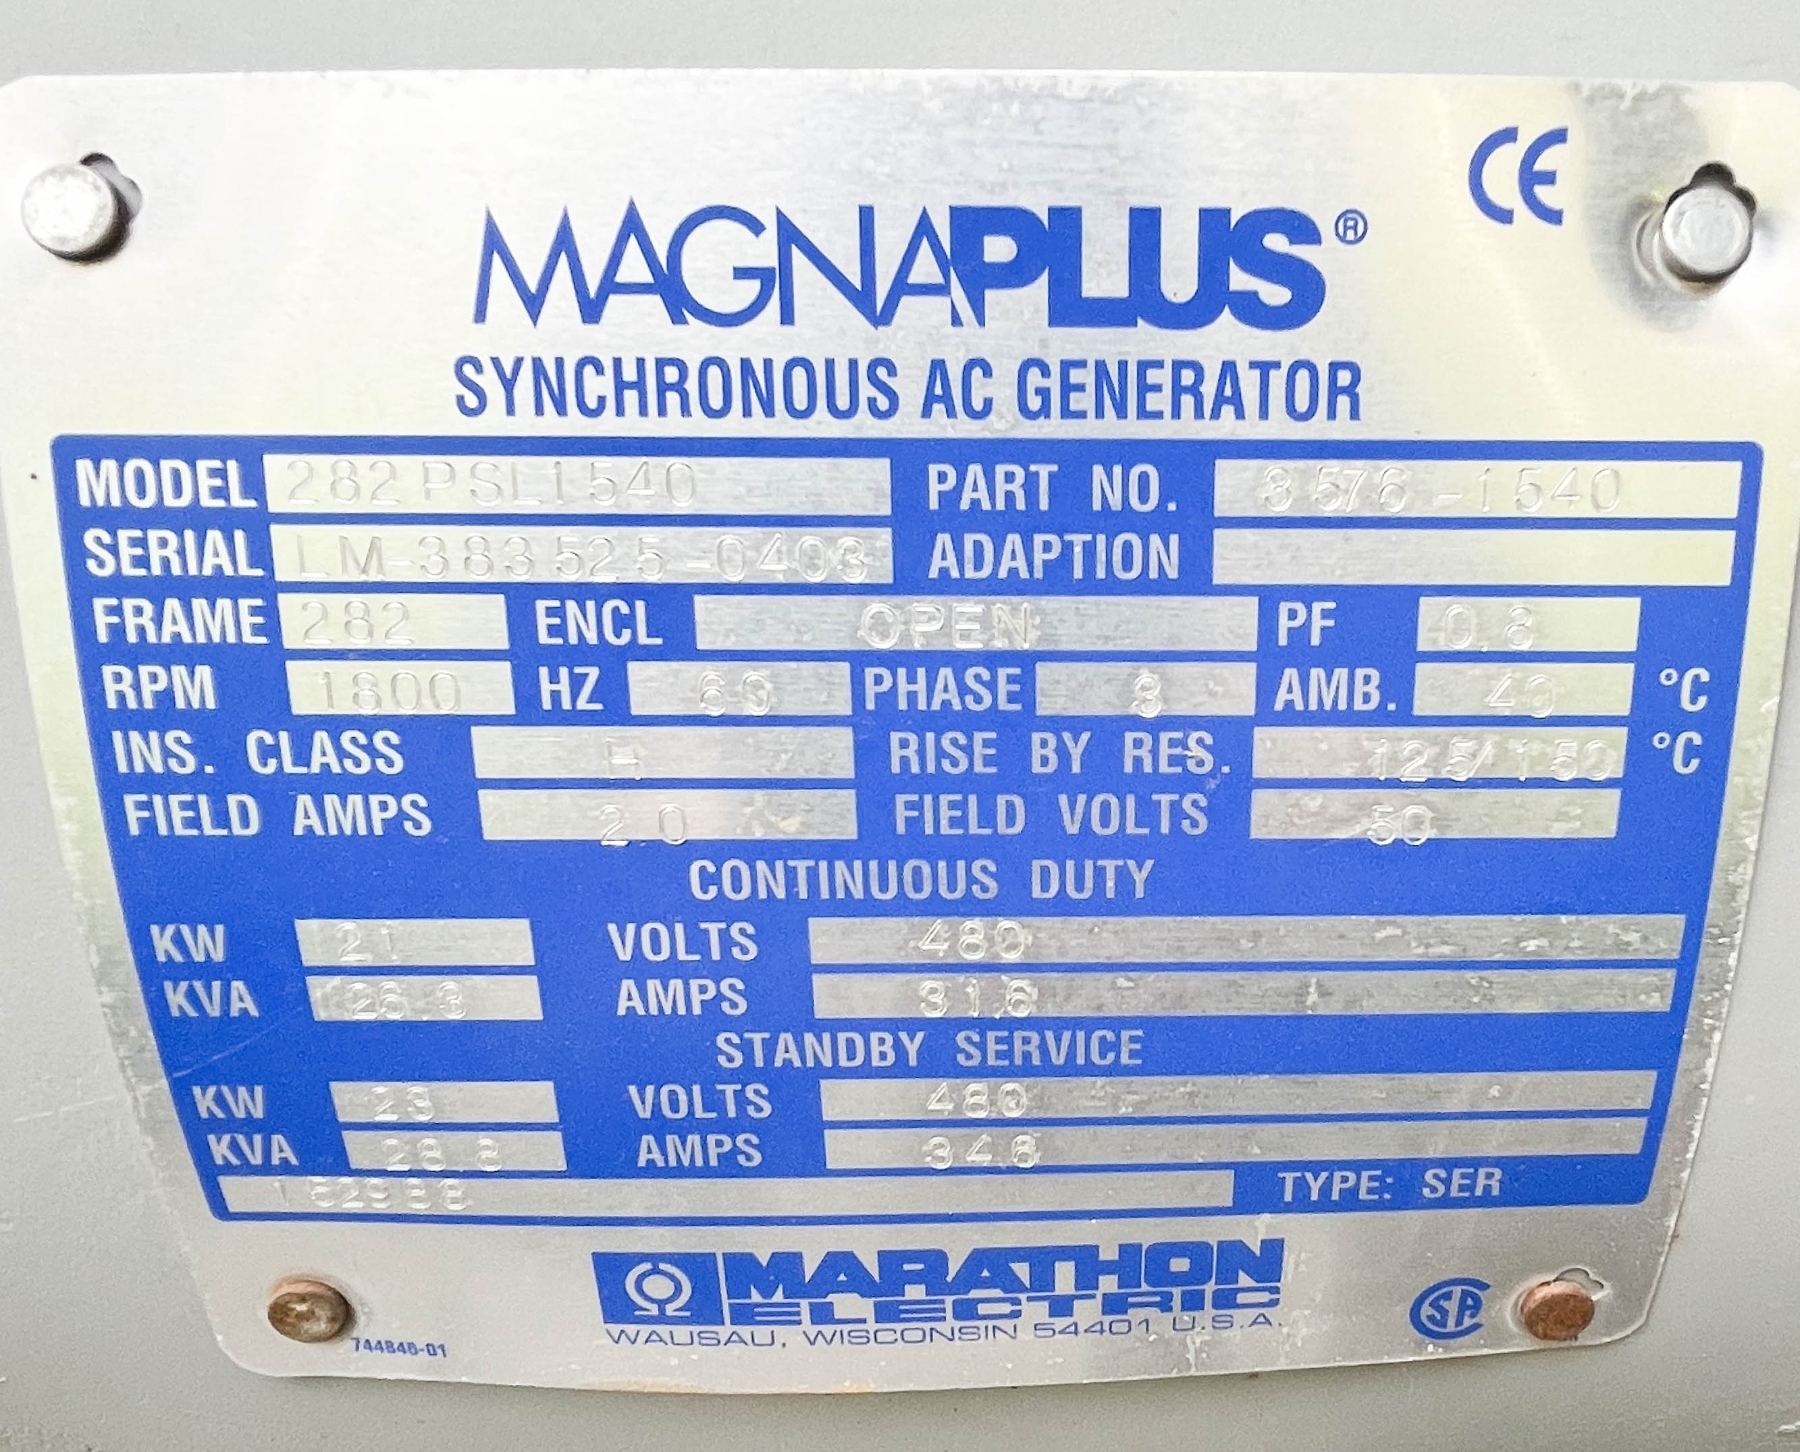 CE
MAGNAPLUS®
SYNCHRONOUS AC GENERATOR
MODEL 282PSL1540 PART NO. 3576-1540
SERIAL LM-383525-0403 ADAPTION
FRAME 282 ENCL OPEN PF 0.8
RPM 1800 HZ 60 PHASE 3 AMB. 40 °C
INS. CLASS H RISE BY RES. 125/150 °C
FIELD AMPS 2.0 FIELD VOLTS 50
CONTINUOUS DUTY
KW 21 VOLTS 480
KVA 26.3 AMPS 31.6
STANDBY SERVICE
KW 23 VOLTS 480
KVA 28.8 AMPS 34.6
162988 TYPE: SER
MARATHON
ELECTRIC
WAUSAU, WISCONSIN 54401 U.S.A.
744840-01
SA